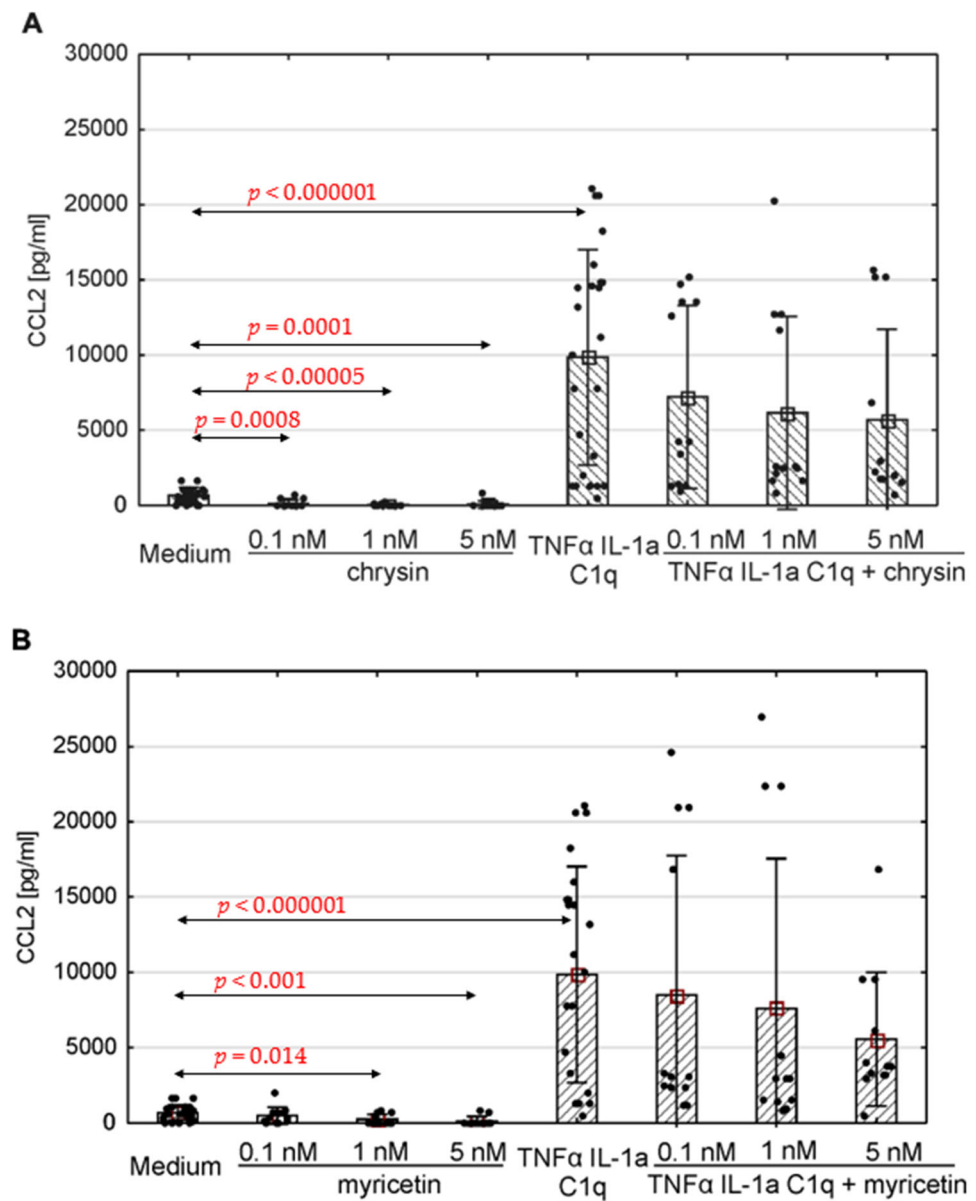 A
30000
25000
20000
15000
10000
5000
0
CCL2 [pg/ml]
p < 0.000001
p = 0.0001
p < 0.00005
p = 0.0008
Medium
0.1 nM 1 nM 5 nM
chrysin
TNFα IL-1a
C1q
0.1 nM 1 nM 5 nM
TNFα IL-1a C1q + chrysin
B
30000
25000
20000
15000
10000
5000
0
CCL2 [pg/ml]
p < 0.000001
p < 0.001
p = 0.014
Medium
0.1 nM 1 nM 5 nM
myricetin
TNFα IL-1a
C1q
0.1 nM 1 nM 5 nM
TNFα IL-1a C1q + myricetin